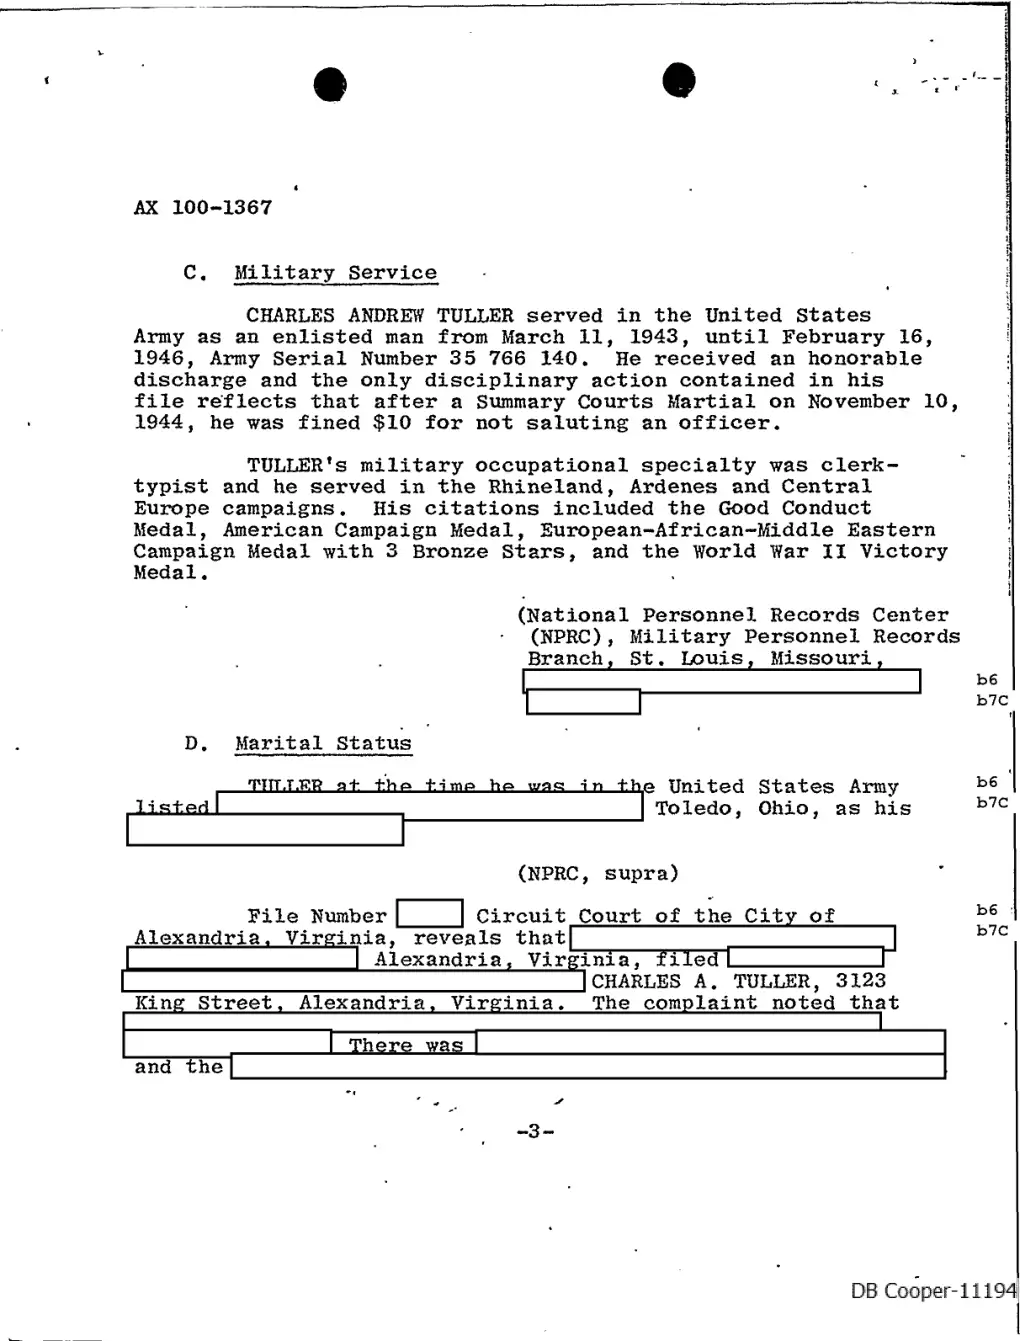 AX 100-1367
C. Military Service
CHARLES ANDREW TULLER served in the United States
Army as an enlisted man from March 11, 1943, until February 16,
1946, Army Serial Number 35 766 140. He received an honorable
discharge and the only disciplinary action contained in his
file reflects that after a Summary Courts Martial on November 10,
1944, he was fined $10 for not saluting an officer.
TULLER's military occupational specialty was clerk-
typist and he served in the Rhineland, Ardenes and Central
Europe campaigns. His citations included the Good Conduct
Medal, American Campaign Medal, European-African-Middle Eastern
Campaign Medal with 3 Bronze Stars, and the World War II Victory
Medal.
(National Personnel Records Center
(NPRC), Military Personnel Records
Branch, St. Louis, Missouri,
b6
b7C
D. Marital Status
TULLER at the time he was in the United States Army b6
listed Toledo, Ohio, as his b7C
(NPRC, supra)
File Number Circuit Court of the City of b6
Alexandria, Virginia, reveals that b7C
Alexandria, Virginia, filed
CHARLES A. TULLER, 3123
King Street, Alexandria, Virginia. The complaint noted that
There was
and the
-3-
DB Cooper-11194